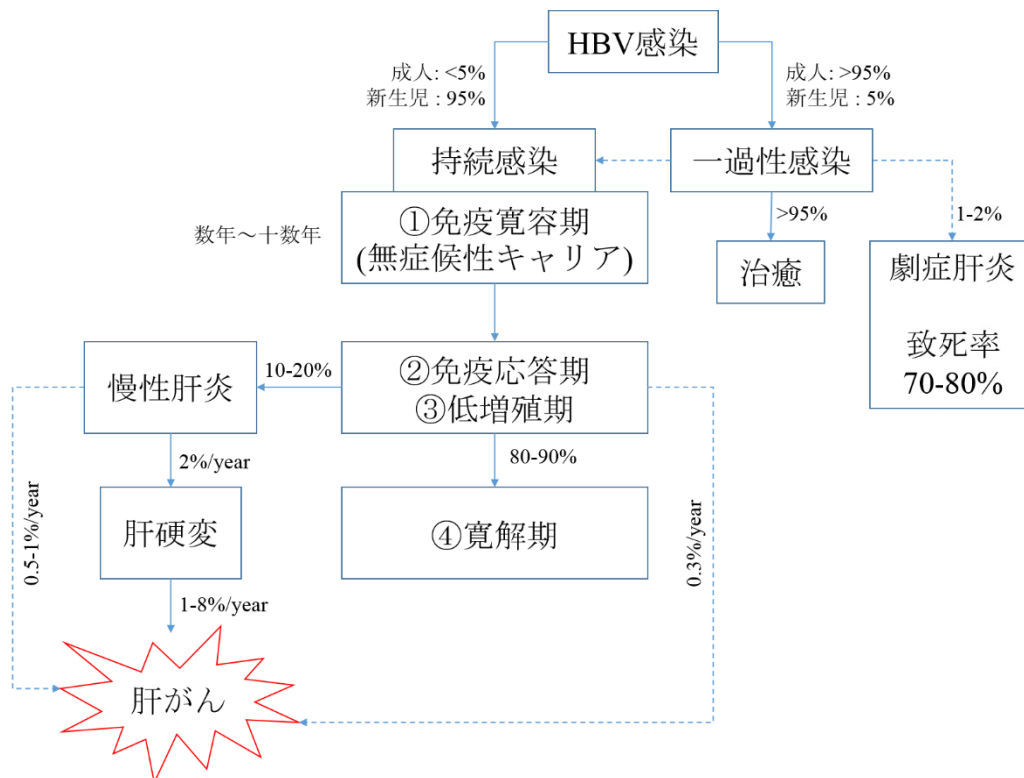 HBV感染
成人: <5%
新生児 : 95%
成人: >95%
新生児 : 5%
持続感染
一過性感染
①免疫寛容期
(無症候性キャリア)
数年～十数年
>95%
1-2%
治癒
劇症肝炎
致死率
70-80%
慢性肝炎
10-20%
②免疫応答期
③低増殖期
2%/year
80-90%
肝硬変
④寛解期
0.5-1%/year
0.3%/year
1-8%/year
肝がん